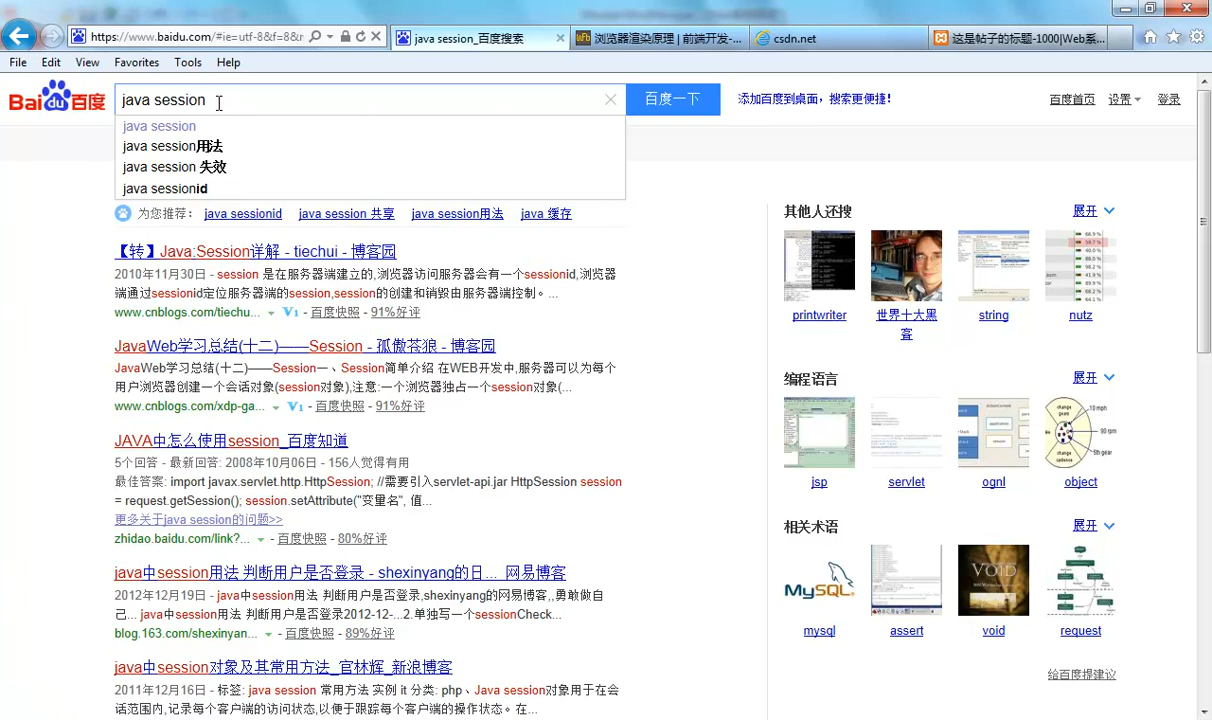 https://www.baidu.com/#ie=utf-8&f=8&r
java session_百度搜索
浏览器渲染原理 | 前端开发-...
csdn.net
这是帖子的标题-1000|Web系...
File Edit View Favorites Tools Help
Bai百度
java session
百度一下
添加百度到桌面，搜索更便捷!
百度首页 设置 登录
java session
java session用法
java session 失效
java sessionid
为您推荐： java sessionid java session 共享 java session用法 java 缓存
【转】Java:Session详解 - tiechui - 博客园
2010年11月30日 - session 是在服务器端建立的,浏览器访问服务器会有一个sessionid,浏览器
端通过sessionid定位服务器端的session,session的创建和销毁由服务器端控制。...
www.cnblogs.com/tiechu... V1 - 百度快照 - 91%好评
JavaWeb学习总结(十二)——Session - 孤傲苍狼 - 博客园
JavaWeb学习总结(十二)——Session一、Session简单介绍 在WEB开发中,服务器可以为每个
用户浏览器创建一个会话对象(session对象),注意:一个浏览器独占一个session对象(...
www.cnblogs.com/xdp-ga... V1 - 百度快照 - 91%好评
JAVA中怎么使用session_百度知道
5个回答 - 最新回答: 2008年10月06日 - 156人觉得有用
最佳答案: import javax.servlet.http.HttpSession; //需要引入servlet-api.jar HttpSession session
= request.getSession(); session.setAttribute("变量名", 值...
更多关于java session的问题>>
zhidao.baidu.com/link?... - 百度快照 - 80%好评
java中session用法 判断用户是否登录 - shexinyang的日... 网易博客
2012年12月19日 - java中session用法 判断用户是否登录,shexinyang的网易博客,,勇敢做自
己... java中session用法 判断用户是否登录2012-12-...2.单独写一个sessionCheck...
blog.163.com/shexinyan... - 百度快照 - 89%好评
java中session对象及其常用方法_官林辉_新浪博客
2011年12月16日 - 标签: java session 常用方法 实例 it 分类: php、Java session对象用于在会
话范围内,记录每个客户端的访问状态,以便于跟踪每个客户端的操作状态。在...
其他人还搜 展开
printwriter 世界十大黑客 string nutz
编程语言 展开
jsp servlet ognl object
相关术语 展开
MySQL
VOID
mysql assert void request
给百度提建议